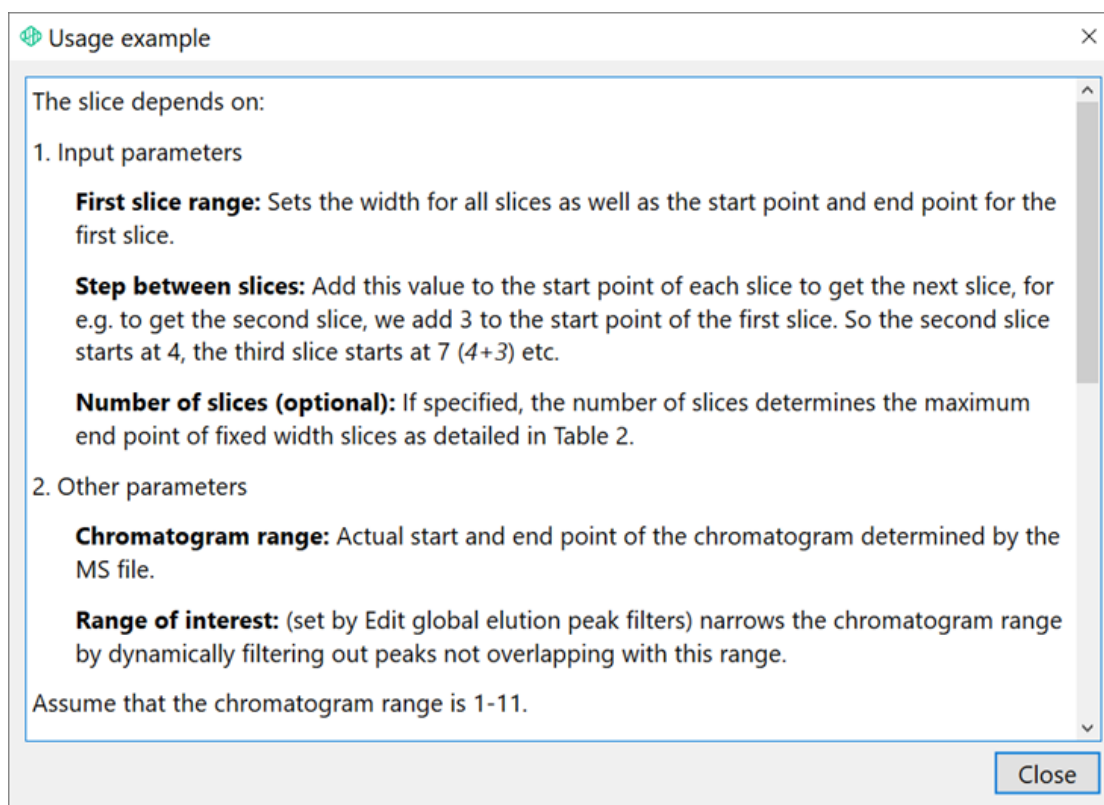 Usage example
The slice depends on:
1. Input parameters
First slice range: Sets the width for all slices as well as the start point and end point for the
first slice.
Step between slices: Add this value to the start point of each slice to get the next slice, for
e.g. to get the second slice, we add 3 to the start point of the first slice. So the second slice
starts at 4, the third slice starts at 7 (4+3) etc.
Number of slices (optional): If specified, the number of slices determines the maximum
end point of fixed width slices as detailed in Table 2.
2. Other parameters
Chromatogram range: Actual start and end point of the chromatogram determined by the
MS file.
Range of interest: (set by Edit global elution peak filters) narrows the chromatogram range
by dynamically filtering out peaks not overlapping with this range.
Assume that the chromatogram range is 1-11.
Close